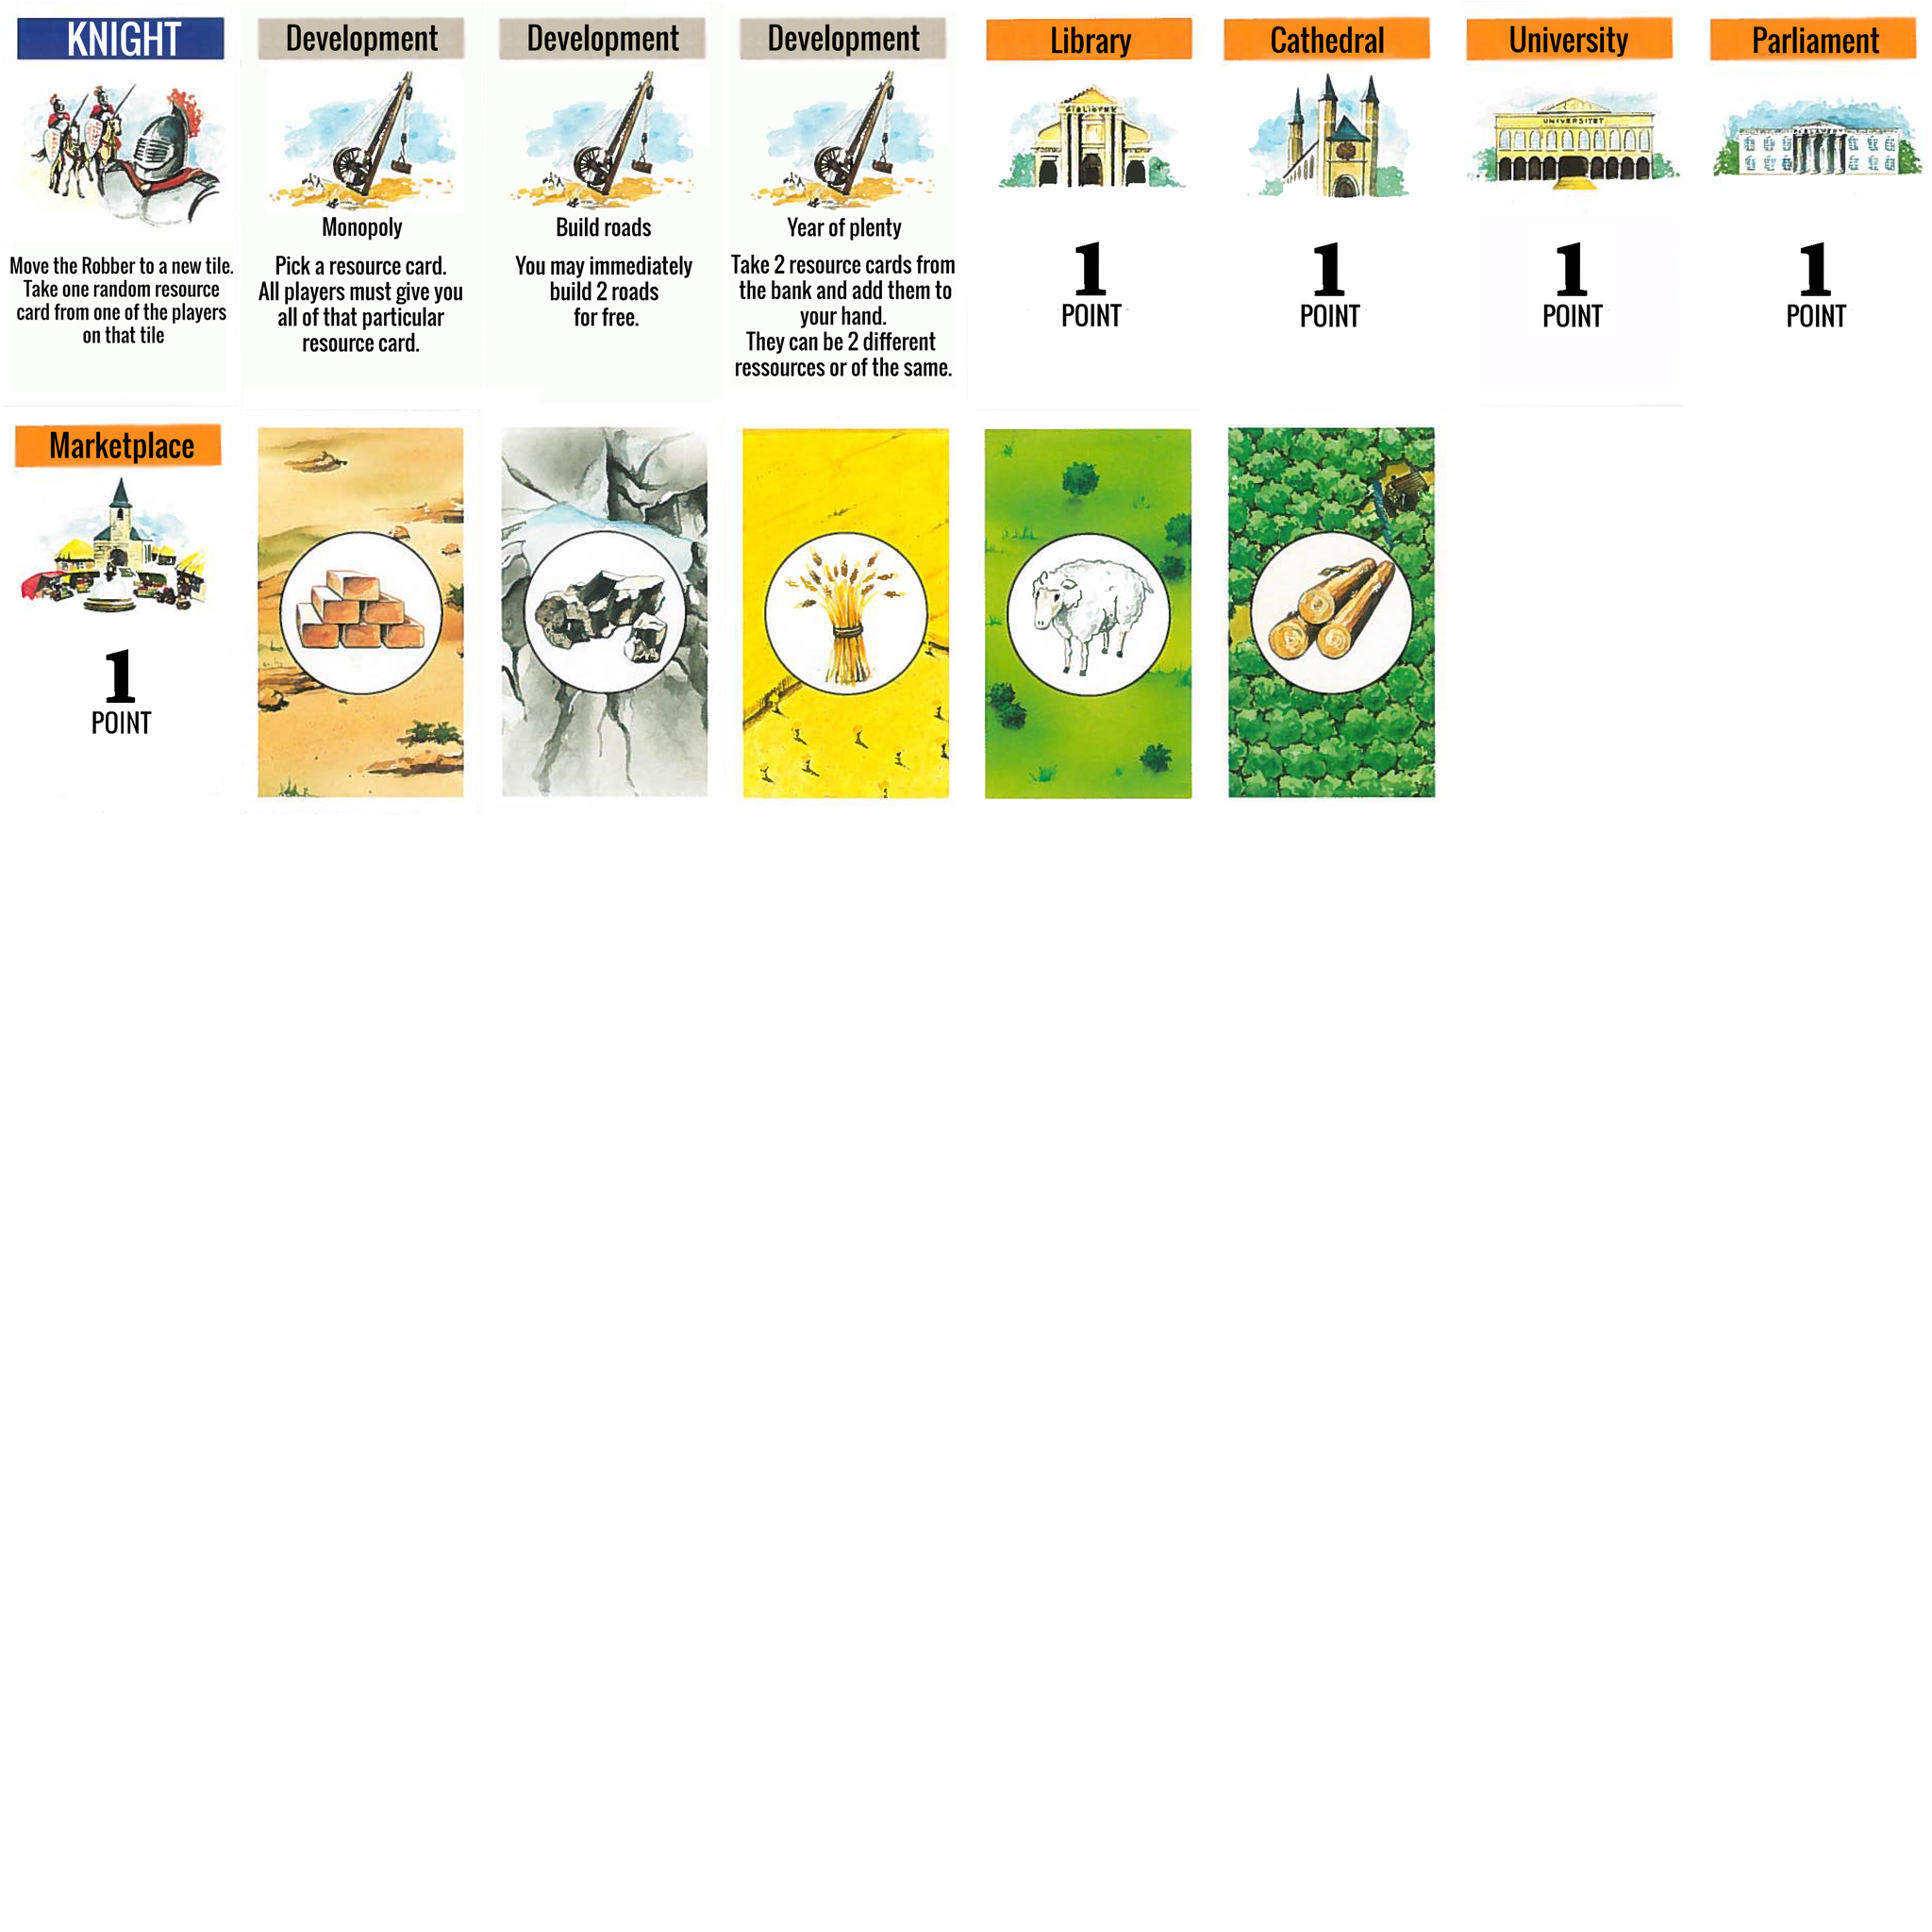 KNIGHT
Move the Robber to a new tile.
Take one random resource
card from one of the players
on that tile
Development
Monopoly
Pick a resource card.
All players must give you
all of that particular
resource card.
Development
Build roads
You may immediately
build 2 roads
for free.
Development
Year of plenty
Take 2 resource cards from
the bank and add them to
your hand.
They can be 2 different
ressources or of the same.
Library
BIBLIOTEK
1
POINT
Cathedral
1
POINT
University
UNIVERSITET
1
POINT
Parliament
1
POINT
Marketplace
1
POINT